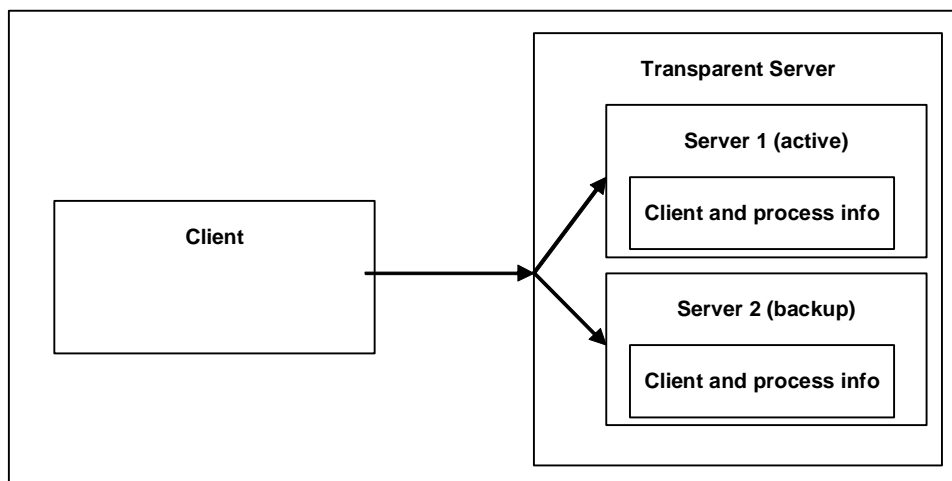 Transparent Server
Server 1 (active)
Client and process info
Client
Server 2 (backup)
Client and process info